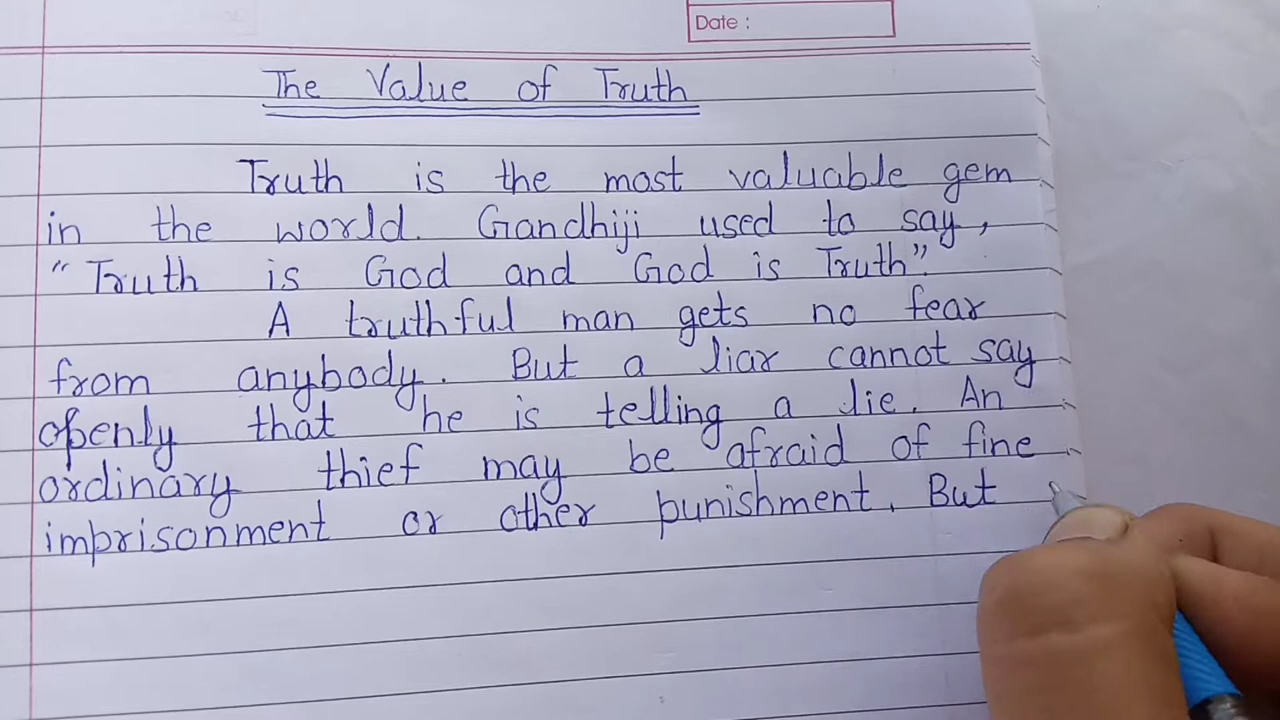 Date :
The Value of Truth
Truth is the most valuable gem
in the world. Gandhiji used to say,
"Truth is God and God is Truth".
A truthful man gets no fear
from anybody. But a liar cannot say
openly that he is telling a lie. An
ordinary thief may be afraid of fine
imprisonment or other punishment. But